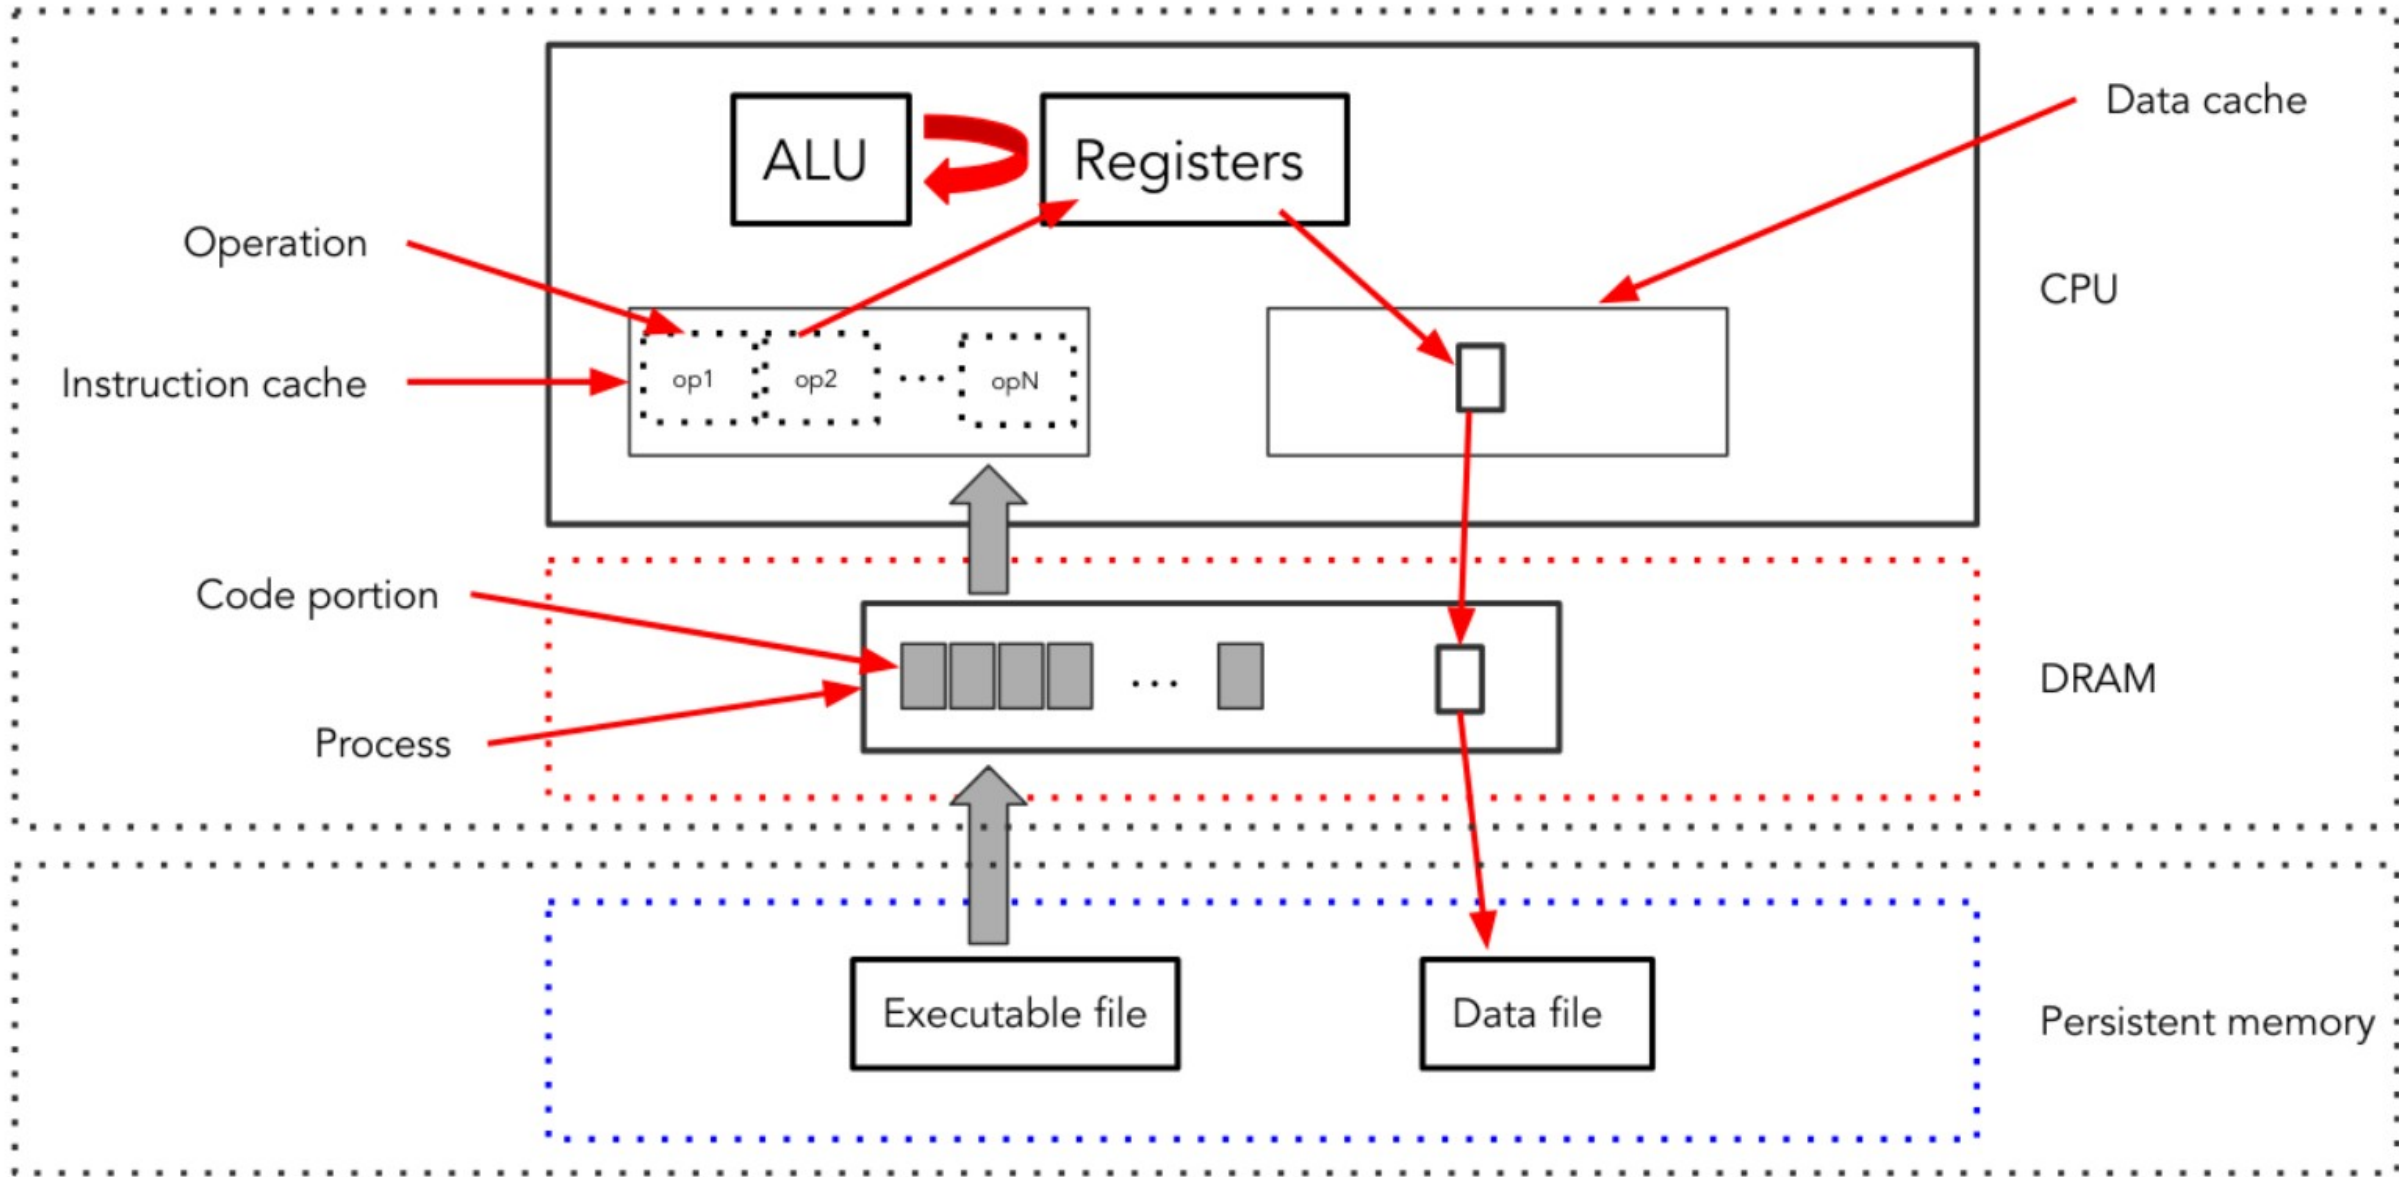 Data cache
ALU
Registers
Operation
CPU
Instruction cache
op1
op2
...
opN
Code portion
...
DRAM
Process
Executable file
Data file
Persistent memory